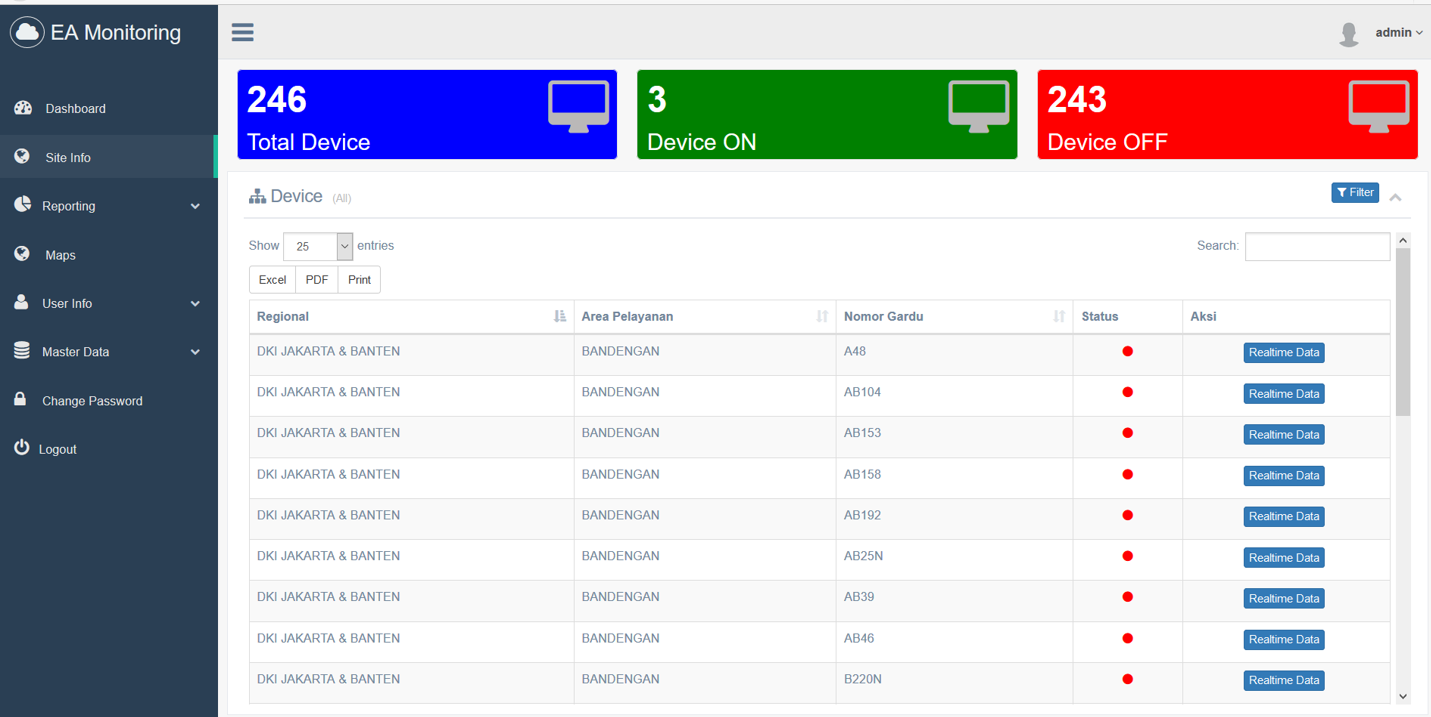 EA Monitoring
admin
Dashboard
Site Info
Reporting
Maps
User Info
Master Data
Change Password
Logout
246
Total Device
3
Device ON
243
Device OFF
Device (All)
Filter
Show 25 entries
Search:
Excel PDF Print
Regional Area Pelayanan Nomor Gardu Status Aksi
DKI JAKARTA & BANTEN BANDENGAN A48 Realtime Data
DKI JAKARTA & BANTEN BANDENGAN AB104 Realtime Data
DKI JAKARTA & BANTEN BANDENGAN AB153 Realtime Data
DKI JAKARTA & BANTEN BANDENGAN AB158 Realtime Data
DKI JAKARTA & BANTEN BANDENGAN AB192 Realtime Data
DKI JAKARTA & BANTEN BANDENGAN AB25N Realtime Data
DKI JAKARTA & BANTEN BANDENGAN AB39 Realtime Data
DKI JAKARTA & BANTEN BANDENGAN AB46 Realtime Data
DKI JAKARTA & BANTEN BANDENGAN B220N Realtime Data